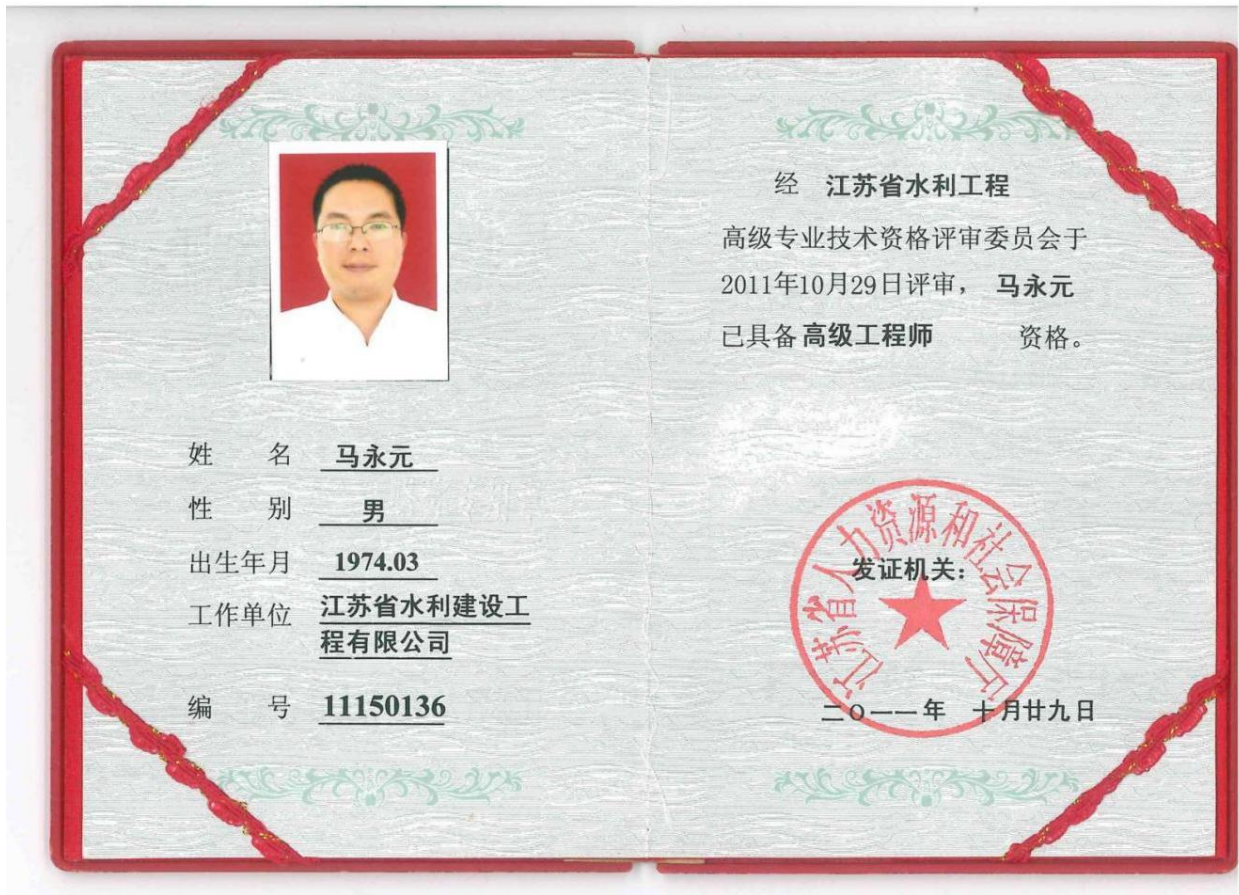 姓 名 马永元
性 别 男
出生年月 1974.03
工作单位 江苏省水利建设工
程有限公司
编 号 11150136
经 江苏省水利工程
高级专业技术资格评审委员会于
2011年10月29日评审， 马永元
已具备高级工程师 资格。
江苏省人力资源和社会保障厅
发证机关：
二〇一一年 十月廿九日